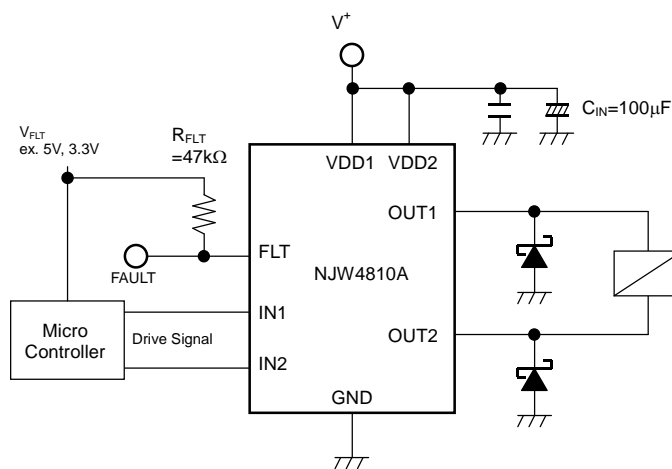 V+
VFLT
ex. 5V, 3.3V
RFLT
=47kΩ
CIN=100μF
VDD1
VDD2
OUT1
FLT
FAULT
NJW4810A
IN1
Micro
Controller
Drive Signal
OUT2
IN2
GND